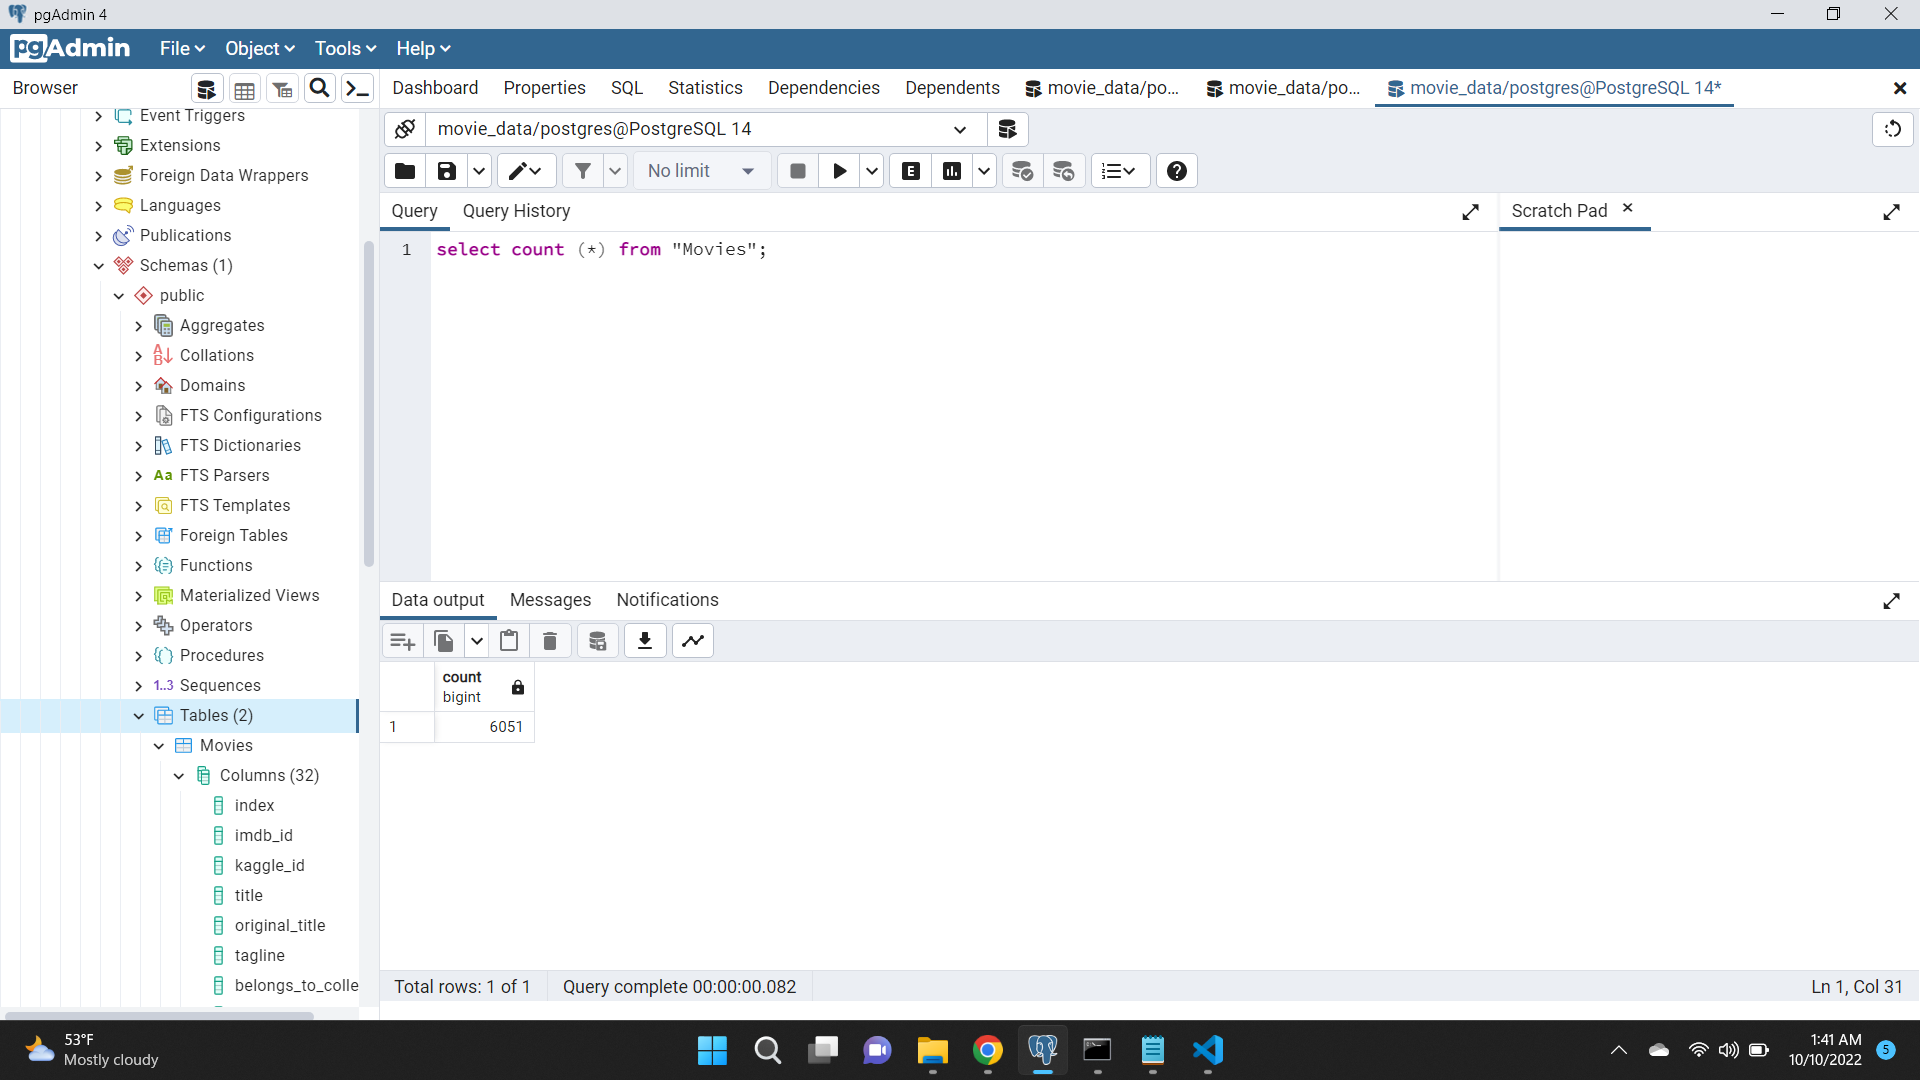 pgAdmin 4
pgAdmin File Object Tools Help
Browser
Dashboard Properties SQL Statistics Dependencies Dependents movie_data/po... movie_data/po... movie_data/postgres@PostgreSQL 14*
movie_data/postgres@PostgreSQL 14
No limit
E
Query Query History
Scratch Pad
1 select count (*) from "Movies";
Event Triggers
Extensions
Foreign Data Wrappers
Languages
Publications
Schemas (1)
public
Aggregates
Collations
Domains
FTS Configurations
FTS Dictionaries
Aa FTS Parsers
FTS Templates
Foreign Tables
Functions
Materialized Views
Operators
Procedures
1..3 Sequences
Tables (2)
Movies
Columns (32)
index
imdb_id
kaggle_id
title
original_title
tagline
belongs_to_colle
Data output Messages Notifications
count
bigint
1 6051
Total rows: 1 of 1 Query complete 00:00:00.082 Ln 1, Col 31
53°F
Mostly cloudy
1:41 AM
10/10/2022
5